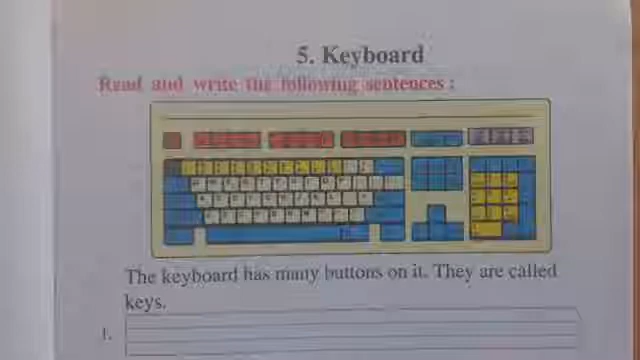 5. Keyboard
Read and write the following sentences :
The keyboard has many buttons on it. They are called
keys.
1.